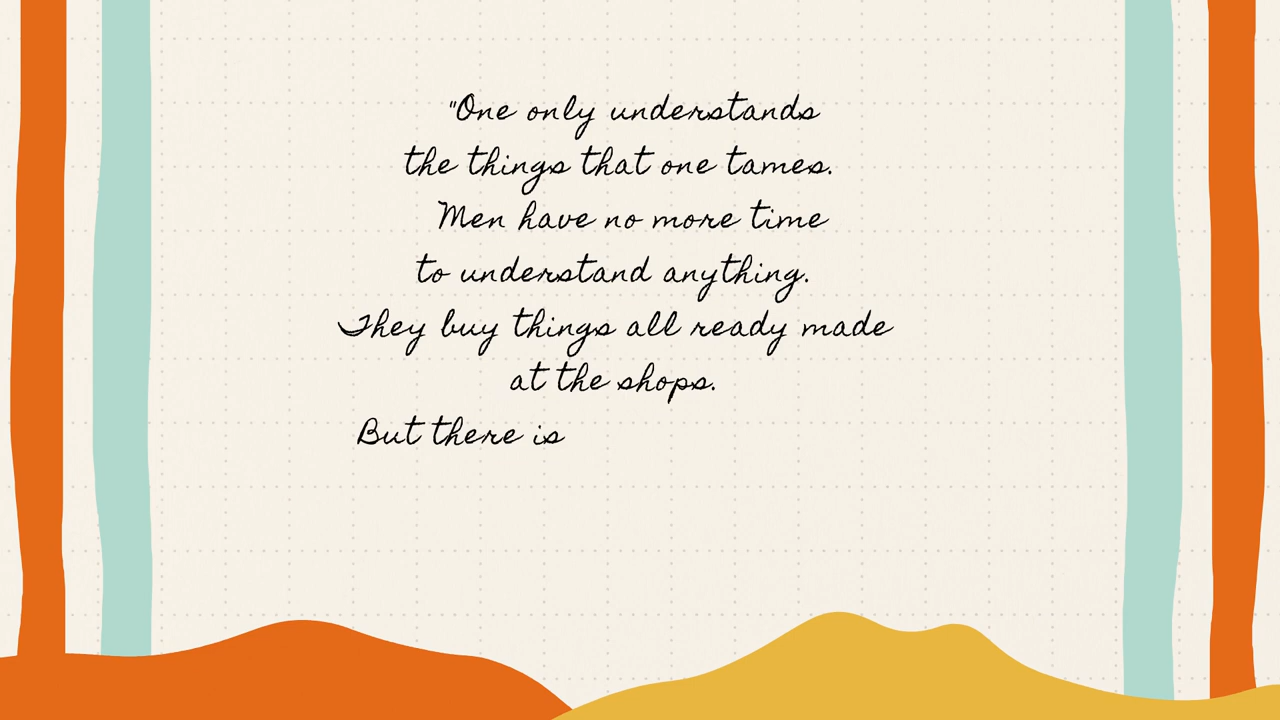 "One only understands
the things that one tames.
Men have no more time
to understand anything.
They buy things all ready made
at the shops.
But there is